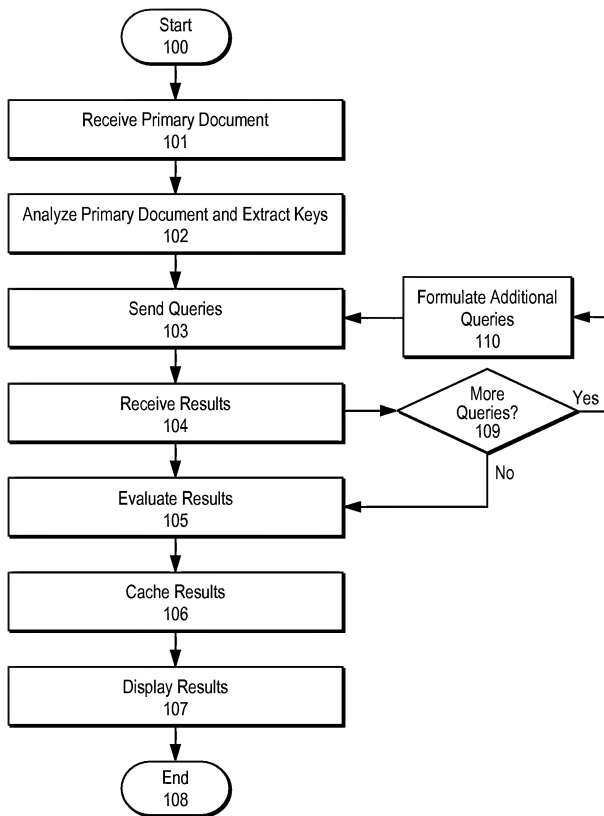 Start
100
Receive Primary Document
101
Analyze Primary Document and Extract Keys
102
Send Queries
103
Formulate Additional
Queries
110
Receive Results
104
More
Queries?
109
Yes
No
Evaluate Results
105
Cache Results
106
Display Results
107
End
108